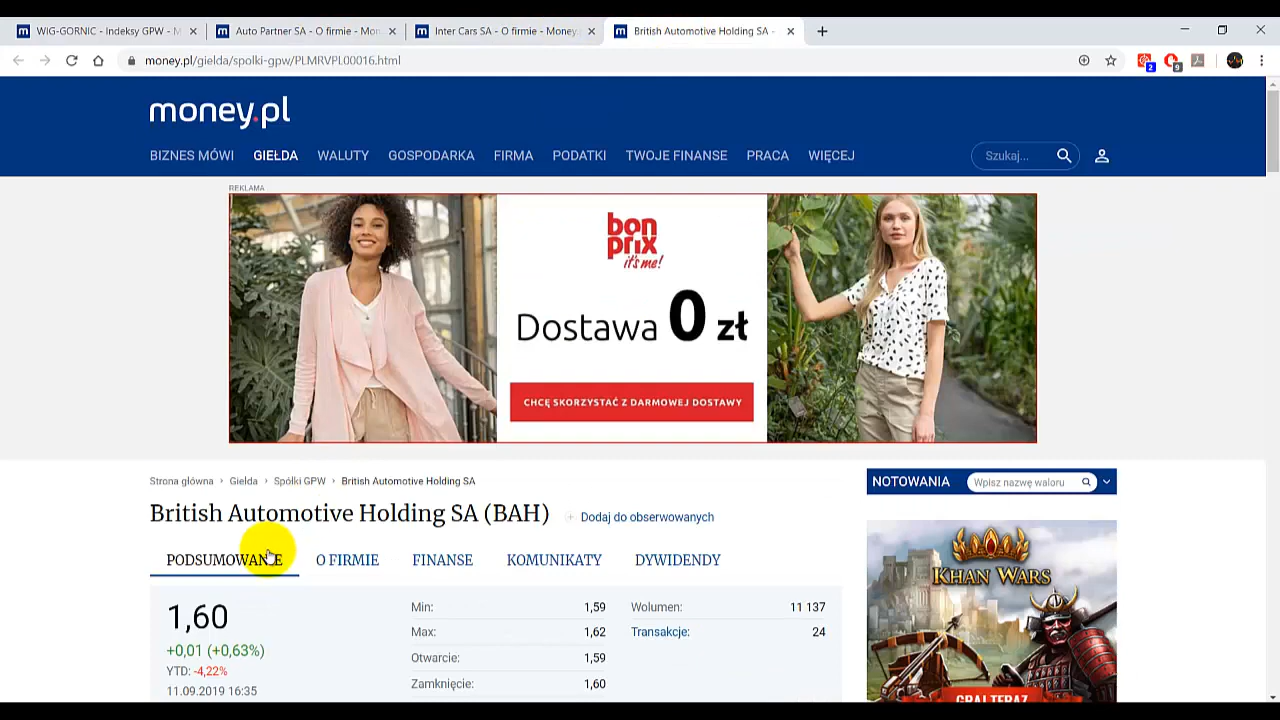 WIG-GORNIC - Indeksy GPW - M
Auto Partner SA - O firmie - Mon
Inter Cars SA - O firmie - Money
British Automotive Holding SA -
money.pl/gielda/spolki-gpw/PLMRVPL00016.html
2
9
money.pl
BIZNES MÓWI GIEŁDA WALUTY GOSPODARKA FIRMA PODATKI TWOJE FINANSE PRACA WIĘCEJ
Szukaj...
REKLAMA
bon
prix
it's me!
Dostawa 0 zł
CHCĘ SKORZYSTAĆ Z DARMOWEJ DOSTAWY
Strona główna › Giełda › Spółki GPW › British Automotive Holding SA
British Automotive Holding SA (BAH)
Dodaj do obserwowanych
PODSUMOWANIE O FIRMIE FINANSE KOMUNIKATY DYWIDENDY
1,60
+0,01 (+0,63%)
YTD: -4,22%
11.09.2019 16:35
Min: 1,59
Max: 1,62
Otwarcie: 1,59
Zamknięcie: 1,60
Wolumen: 11 137
Transakcje: 24
NOTOWANIA
Wpisz nazwę waloru
KHAN WARS
GRAJ TERAZ